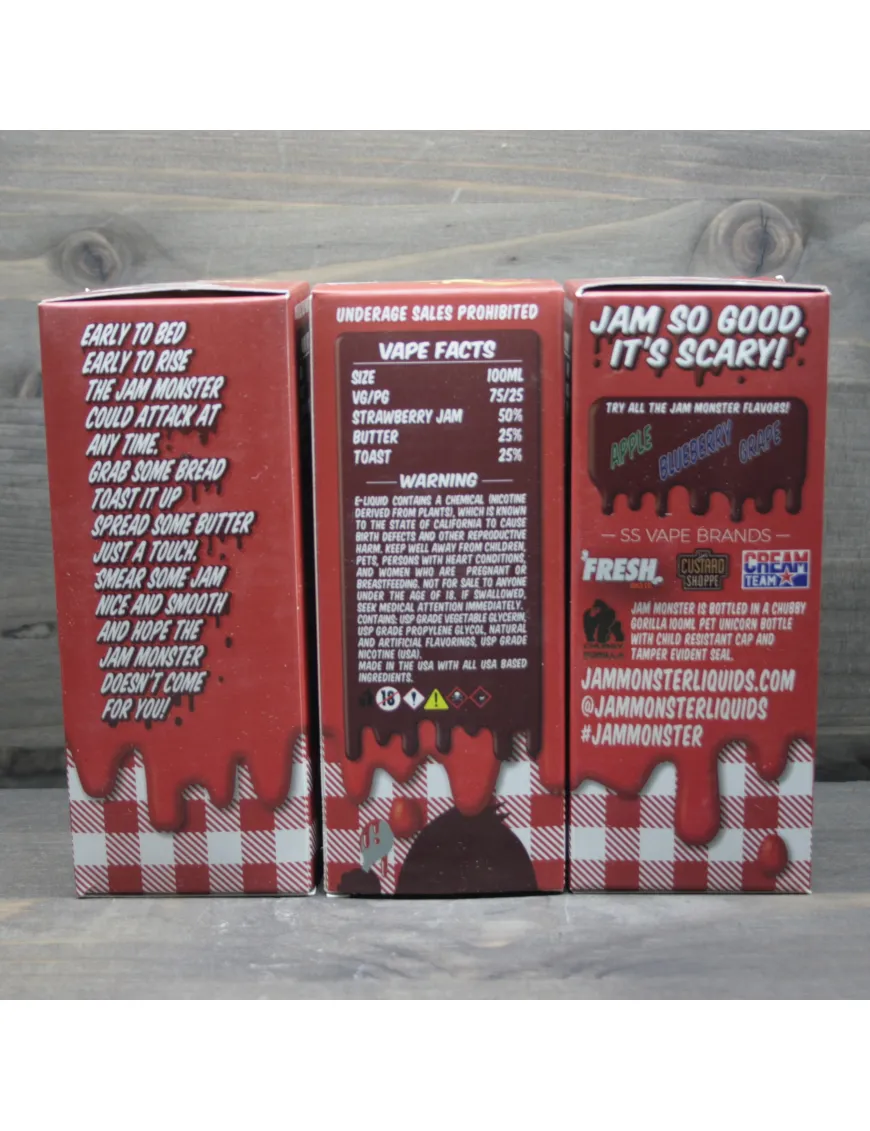 EARLY TO BED
EARLY TO RISE
THE JAM MONSTER
COULD ATTACK AT
ANY TIME.
GRAB SOME BREAD
TOAST IT UP
SPREAD SOME BUTTER
JUST A TOUCH.
SMEAR SOME JAM
NICE AND SMOOTH
AND HOPE THE
JAM MONSTER
DOESN'T COME
FOR YOU!
UNDERAGE SALES PROHIBITED
VAPE FACTS
SIZE 100ML
VG/PG 75/25
STRAWBERRY JAM 50%
BUTTER 25%
TOAST 25%
WARNING
E-LIQUID CONTAINS A CHEMICAL (NICOTINE
DERIVED FROM PLANTS), WHICH IS KNOWN
TO THE STATE OF CALIFORNIA TO CAUSE
BIRTH DEFECTS AND OTHER REPRODUCTIVE
HARM. KEEP WELL AWAY FROM CHILDREN,
PETS, PERSONS WITH HEART CONDITIONS,
AND WOMEN WHO ARE PREGNANT OR
BREASTFEEDING. NOT FOR SALE TO ANYONE
UNDER THE AGE OF 18. IF SWALLOWED,
SEEK MEDICAL ATTENTION IMMEDIATELY.
CONTAINS: USP GRADE VEGETABLE GLYCERIN,
USP GRADE PROPYLENE GLYCOL, NATURAL
AND ARTIFICIAL FLAVORINGS, USP GRADE
NICOTINE (USA).
MADE IN THE USA WITH ALL USA BASED
INGREDIENTS.
18
JAM SO GOOD,
IT'S SCARY!
TRY ALL THE JAM MONSTER FLAVORS!
APPLE
BLUEBERRY
GRAPE
SS VAPE BRANDS
FRESH
CUSTARD
SHOPPE
CREAM
TEAM
JAM MONSTER IS BOTTLED IN A CHUBBY
GORILLA 100ML PET UNICORN BOTTLE
WITH CHILD RESISTANT CAP AND
TAMPER EVIDENT SEAL.
JAMMONSTERLIQUIDS.COM
@JAMMONSTERLIQUIDS
#JAMMONSTER